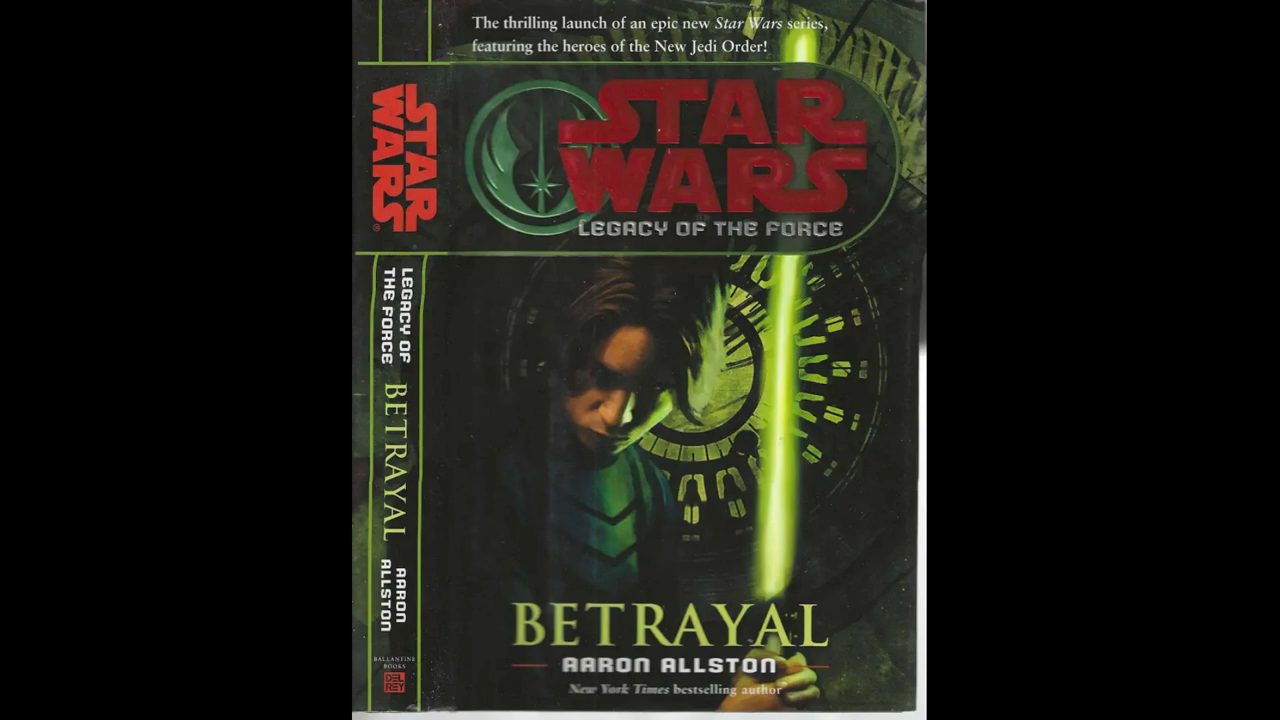 The thrilling launch of an epic new Star Wars series,
featuring the heroes of the New Jedi Order!
STAR
WARS
LEGACY OF THE FORCE
BETRAYAL
AARON ALLSTON
New York Times bestselling author
STAR
WARS®
LEGACY OF
THE FORCE
BETRAYAL
AARON
ALLSTON
BALLANTINE
BOOKS
DEL
REY